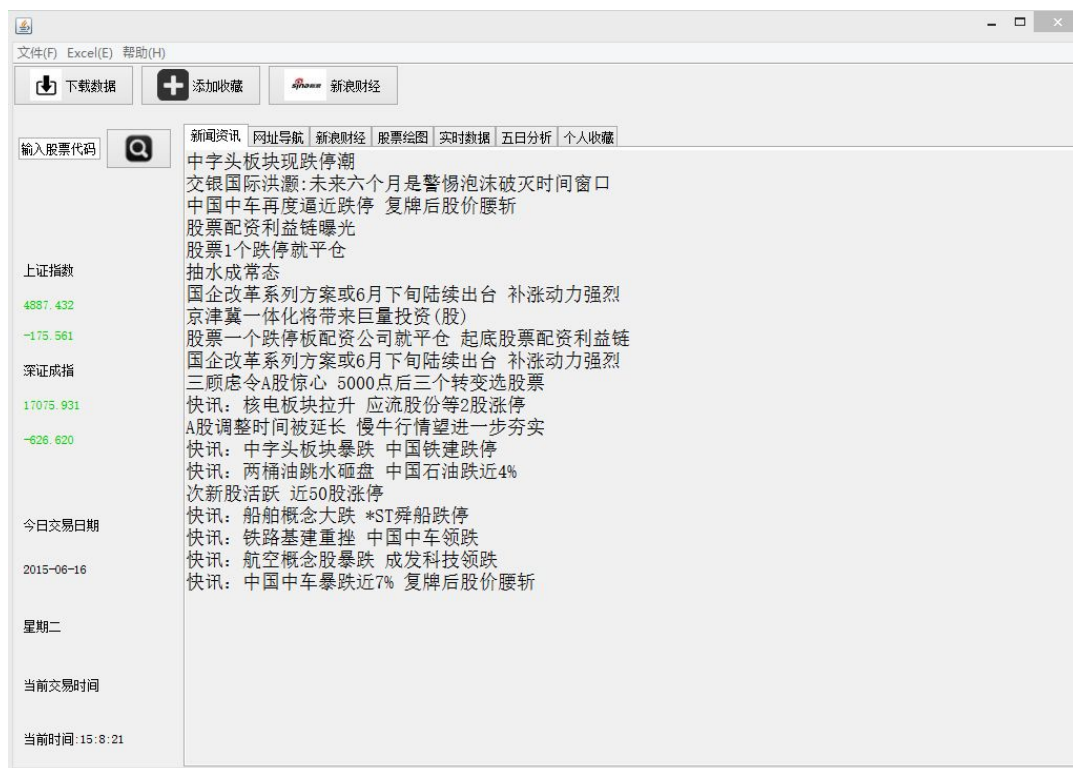 文件(F) Excel(E) 帮助(H)
下载数据 添加收藏 sina 新浪财经
输入股票代码
新闻资讯 网址导航 新浪财经 股票绘图 实时数据 五日分析 个人收藏
中字头板块现跌停潮
交银国际洪灏:未来六个月是警惕泡沫破灭时间窗口
中国中车再度逼近跌停 复牌后股价腰斩
股票配资利益链曝光
股票1个跌停就平仓
抽水成常态
国企改革系列方案或6月下旬陆续出台 补涨动力强烈
京津冀一体化将带来巨量投资(股)
股票一个跌停板配资公司就平仓 起底股票配资利益链
国企改革系列方案或6月下旬陆续出台 补涨动力强烈
三顾虑令A股惊心 5000点后三个转变选股票
快讯: 核电板块拉升 应流股份等2股涨停
A股调整时间被延长 慢牛行情望进一步夯实
快讯: 中字头板块暴跌 中国铁建跌停
快讯: 两桶油跳水砸盘 中国石油跌近4%
次新股活跃 近50股涨停
快讯: 船舶概念大跌 *ST舜船跌停
快讯: 铁路基建重挫 中国中车领跌
快讯: 航空概念股暴跌 成发科技领跌
快讯: 中国中车暴跌近7% 复牌后股价腰斩
上证指数
4887.432
-175.561
深证成指
17075.931
-626.620
今日交易日期
2015-06-16
星期二
当前交易时间
当前时间:15:8:21